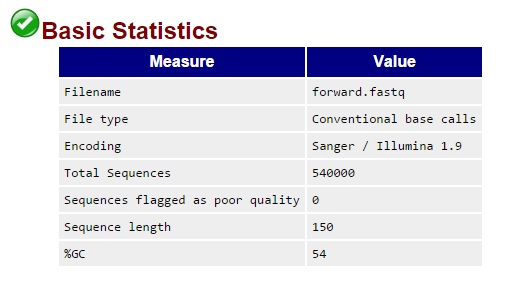 Basic Statistics
Measure Value
Filename forward.fastq
File type Conventional base calls
Encoding Sanger / Illumina 1.9
Total Sequences 540000
Sequences flagged as poor quality 0
Sequence length 150
%GC 54